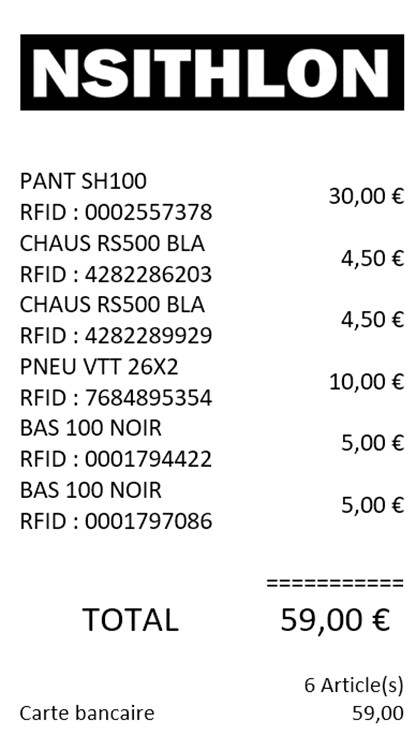 NSITHLON
PANT SH100
30,00 €
RFID : 0002557378
CHAUS RS500 BLA
4,50 €
RFID : 4282286203
CHAUS RS500 BLA
4,50 €
RFID : 4282289929
PNEU VTT 26X2
10,00 €
RFID : 7684895354
BAS 100 NOIR
5,00 €
RFID : 0001794422
BAS 100 NOIR
5,00 €
RFID : 0001797086
===========
TOTAL 59,00 €
6 Article(s)
Carte bancaire 59,00